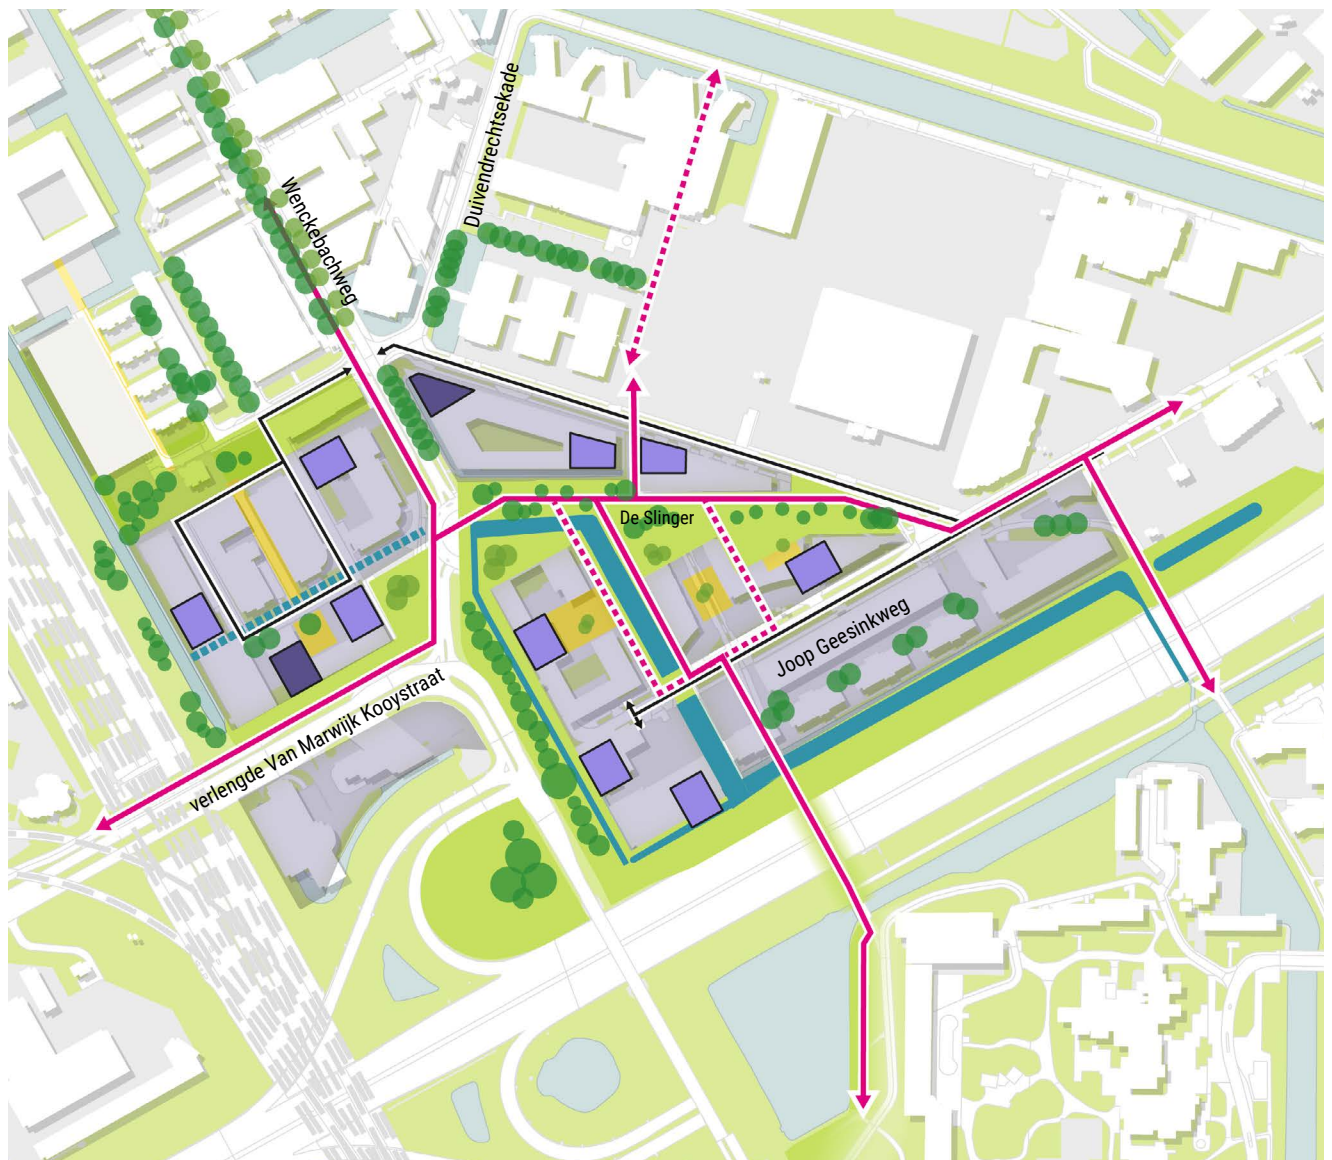 Duivendrechtsekade
Wenckebachweg
De Slinger
Joop Geesinkweg
verlengde Van Marwijk Kooystraat